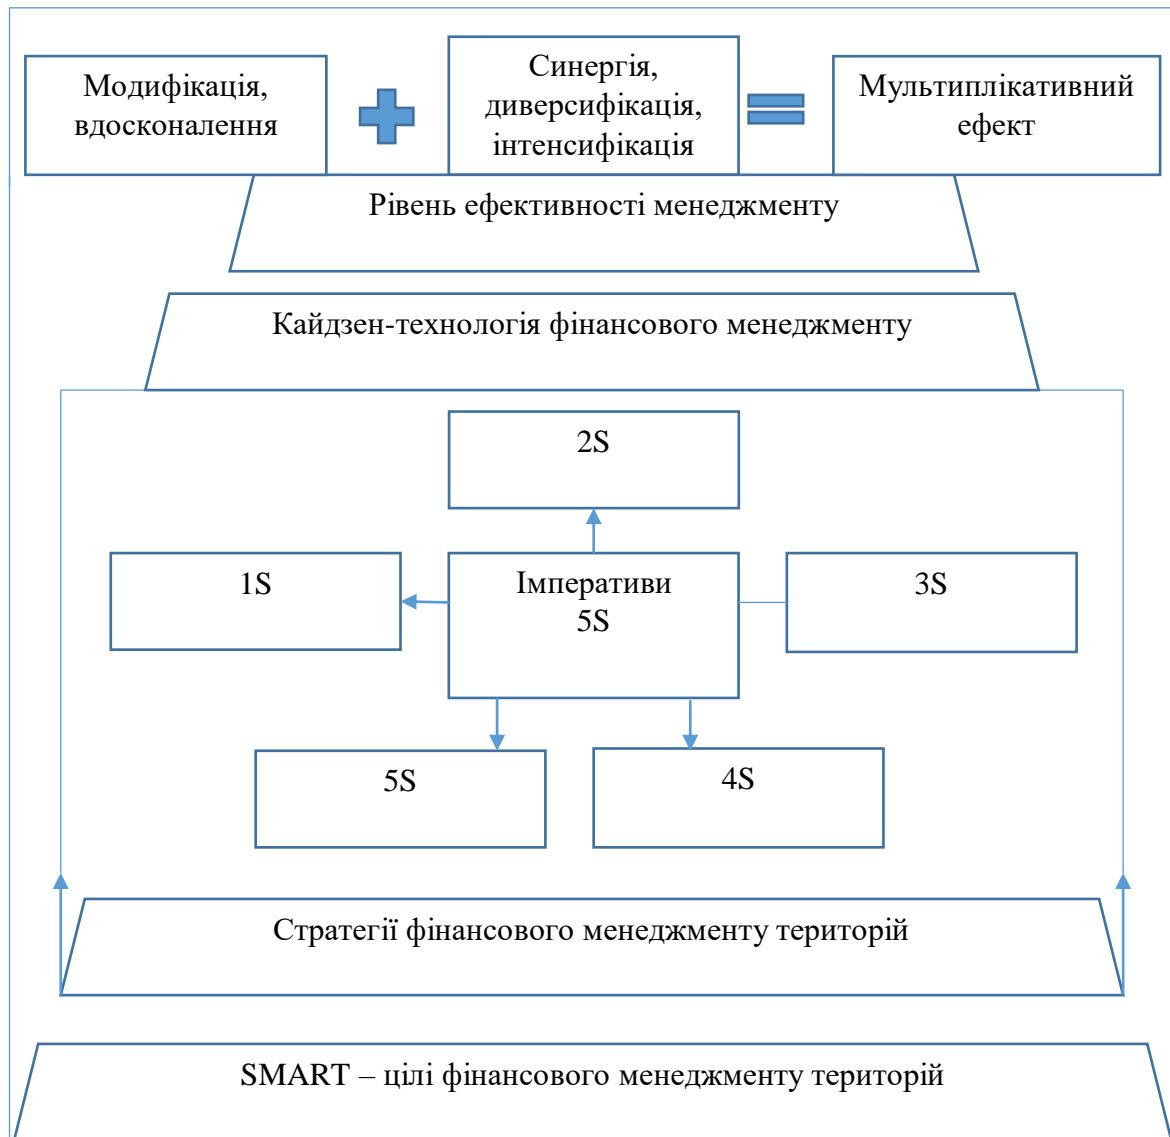 Модифікація,
вдосконалення
Синергія,
диверсифікація,
інтенсифікація
Мультиплікативний
ефект
Рівень ефективності менеджменту
Кайдзен-технологія фінансового менеджменту
2S
1S
Імперативи
5S
3S
5S
4S
Стратегії фінансового менеджменту територій
SMART – цілі фінансового менеджменту територій